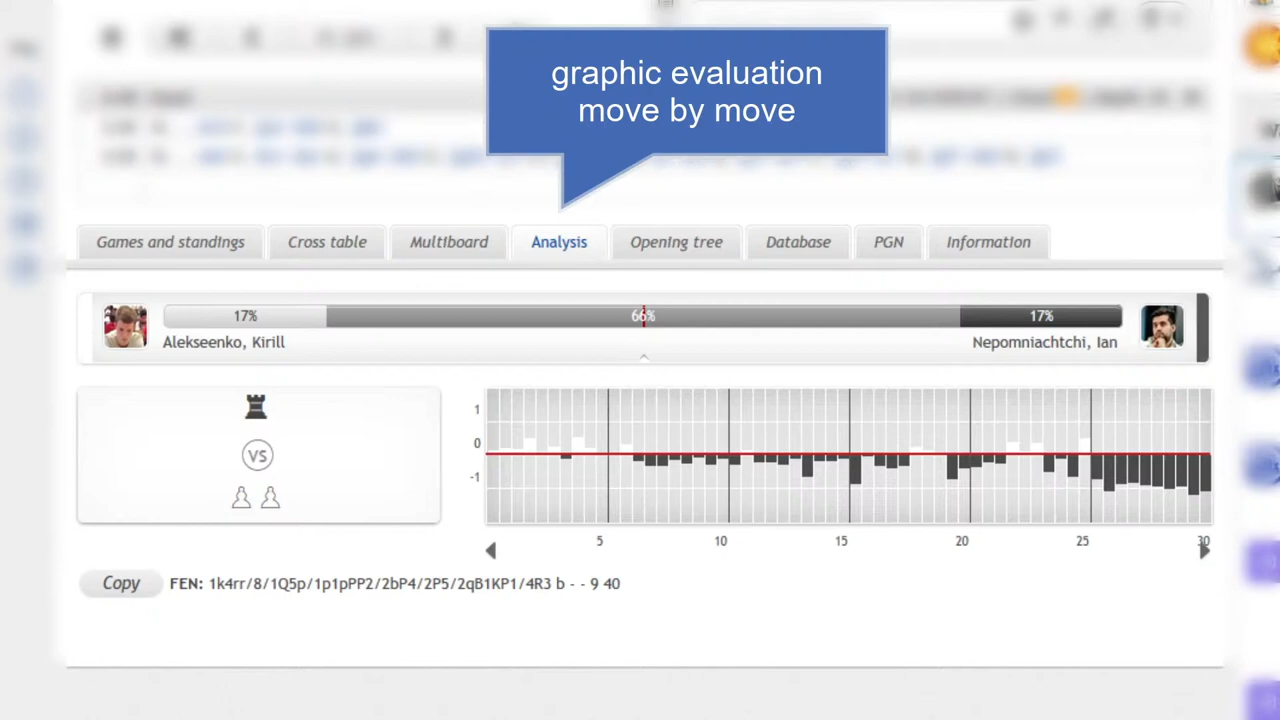 graphic evaluation
move by move
Games and standings Cross table Multiboard Analysis Opening tree Database PGN Information
17% 66% 17%
Alekseenko, Kirill Nepomniachtchi, Ian
1
0
-1
VS
5 10 15 20 25 30
Copy FEN: 1k4rr/8/1Q5p/1p1pPP2/2bP4/2P5/2qB1KP1/4R3 b - - 9 40